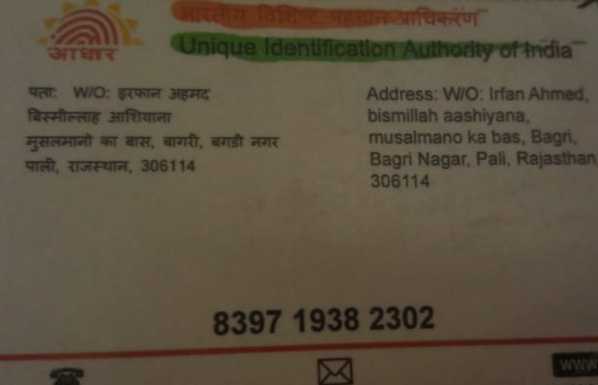 भारतीय विशिष्ट पहचान प्राधिकरण
आधार
Unique Identification Authority of India
पता: W/O: इरफान अहमद
बिस्मील्लाह आशियाना
मुसलमानो का बास, बागरी, बगडी नगर
पाली, राजस्थान, 306114
Address: W/O: Irfan Ahmed,
bismillah aashiyana,
musalmano ka bas, Bagri,
Bagri Nagar, Pali, Rajasthan
306114
8397 1938 2302
www